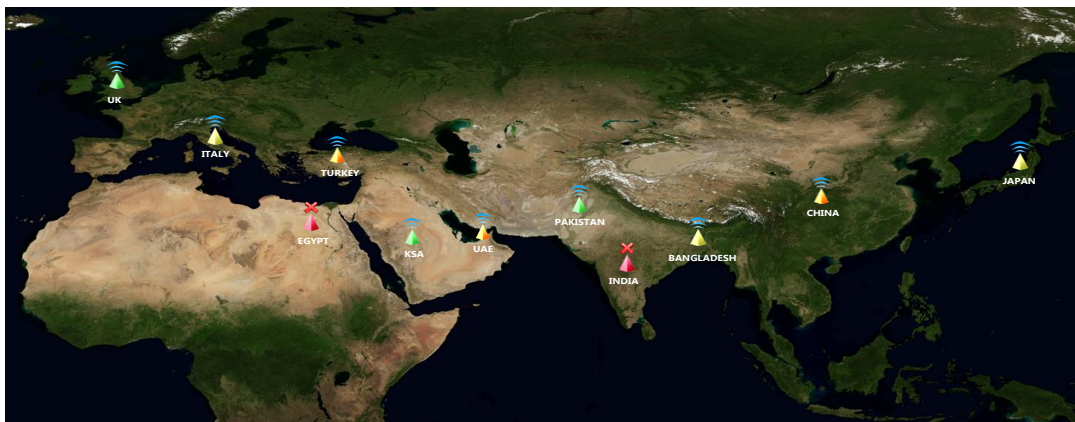 UK
ITALY
TURKEY
JAPAN
CHINA
PAKISTAN
EGYPT
KSA
UAE
BANGLADESH
INDIA